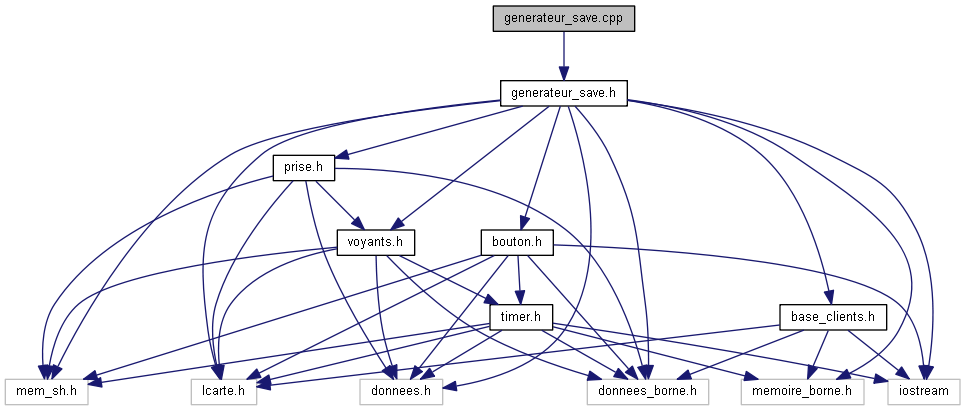 generateur_save.cpp
generateur_save.h
prise.h
voyants.h
bouton.h
timer.h
base_clients.h
mem_sh.h
lcarte.h
donnees.h
donnees_borne.h
memoire_borne.h
iostream